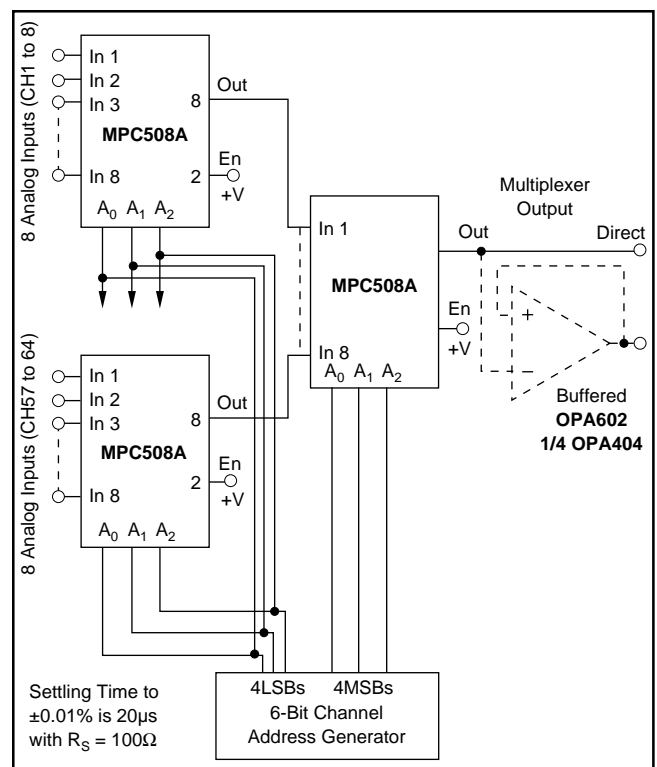 8 Analog Inputs (CH1 to 8)
In 1
In 2
In 3
In 8
MPC508A
Out
8
En
2
+V
A0 A1 A2
8 Analog Inputs (CH57 to 64)
In 1
In 2
In 3
In 8
MPC508A
Out
8
En
2
+V
A0 A1 A2
In 1
In 8
MPC508A
Out
En
+V
A0 A1 A2
Multiplexer
Output
Direct
+
–
Buffered
OPA602
1/4 OPA404
4LSBs 4MSBs
6-Bit Channel
Address Generator
Settling Time to
±0.01% is 20µs
with RS = 100Ω